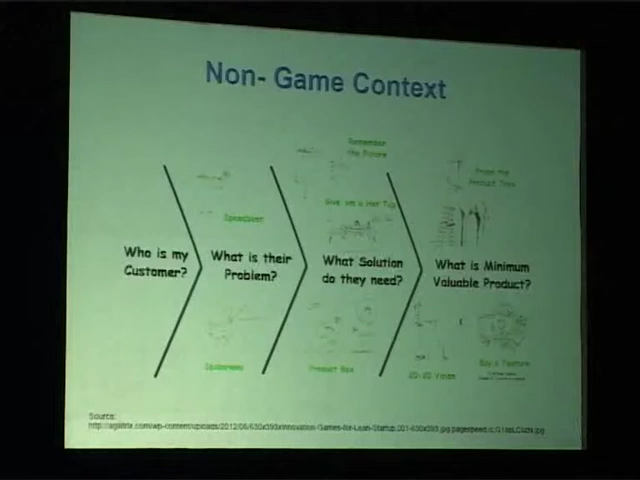 Non- Game Context
Remember
the Future
Prune the
Product Tree
Give 'em a Hot Tub
Speedboat
Who is my
Customer?
What is their
Problem?
What Solution
do they need?
What is Minimum
Valuable Product?
Product Box
20-20 Vision
Buy a Feature
Source: